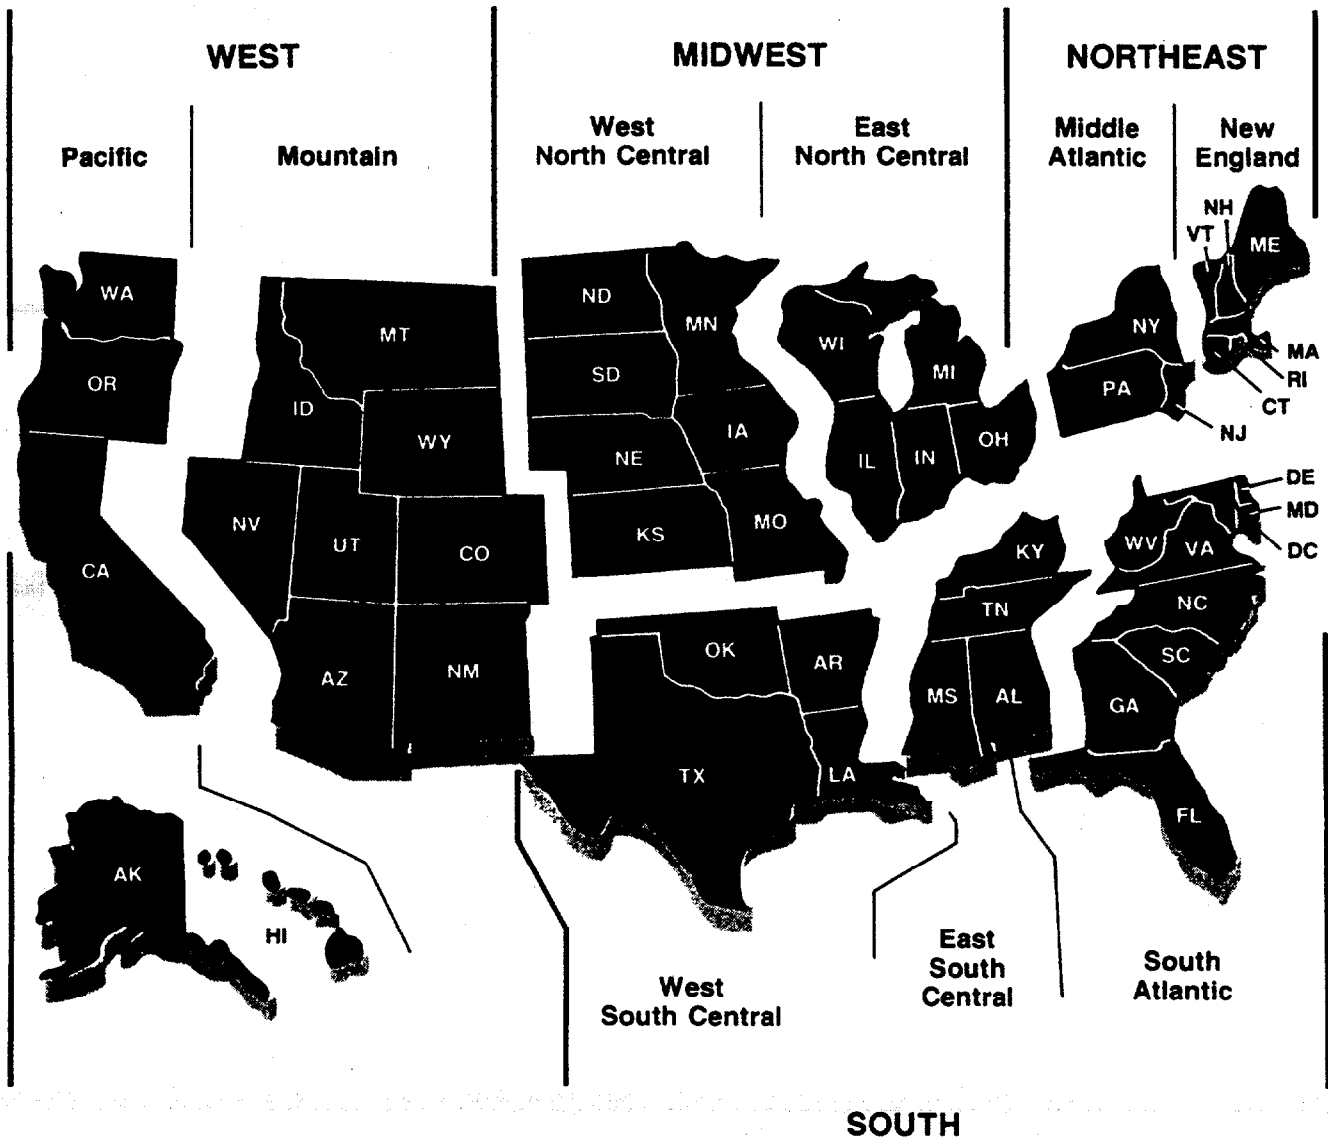 WEST
MIDWEST
NORTHEAST
Pacific
Mountain
West
North Central
East
North Central
Middle
Atlantic
New
England
NH
VT
ME
WA
MT
ND
MN
WI
MI
NY
MA
RI
CT
NJ
PA
OR
ID
WY
SD
IA
NE
IL
IN
OH
NV
UT
CO
KS
MO
KY
WV
VA
DE
MD
DC
CA
AZ
NM
OK
AR
TN
NC
SC
MS
AL
GA
TX
LA
FL
AK
HI
West
South Central
East
South
Central
South
Atlantic
SOUTH